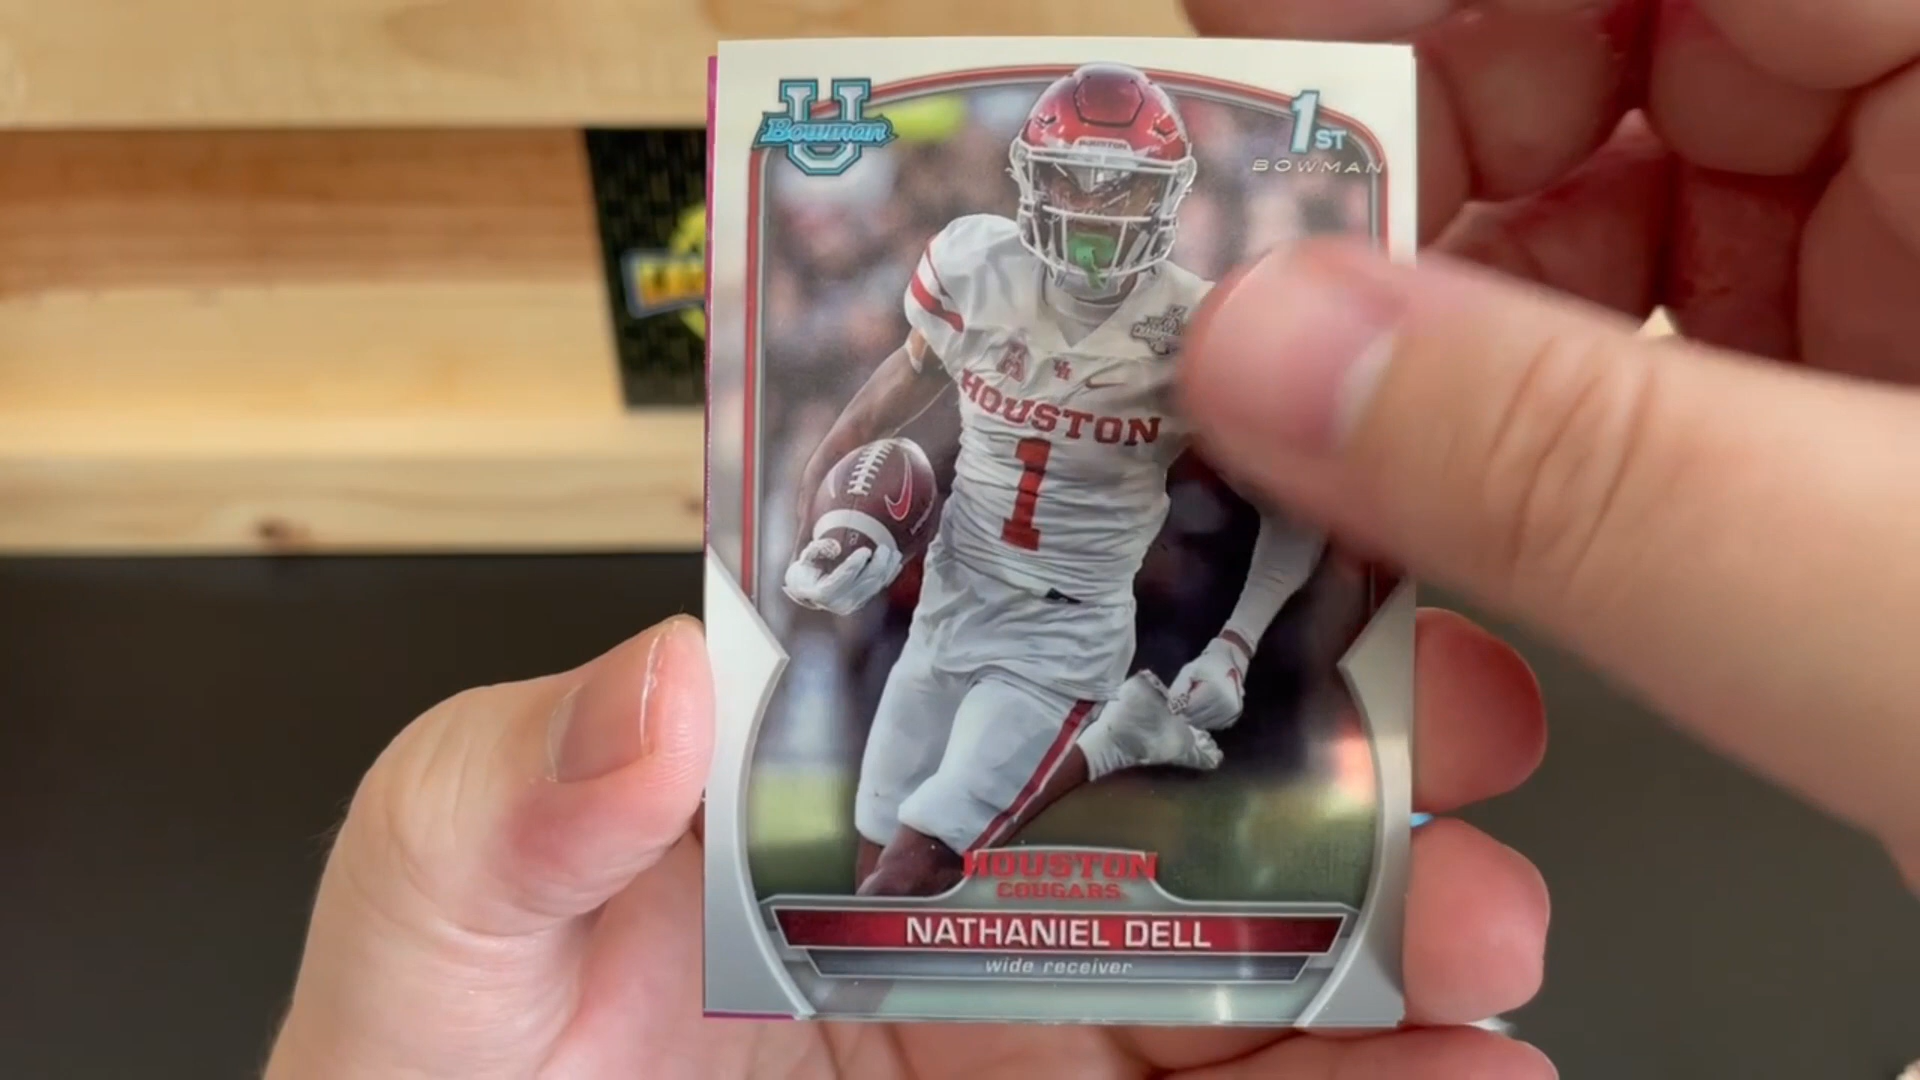 U
Bowman
1ST
BOWMAN
HOUSTON
1
HOUSTON
COUGARS
NATHANIEL DELL
wide receiver